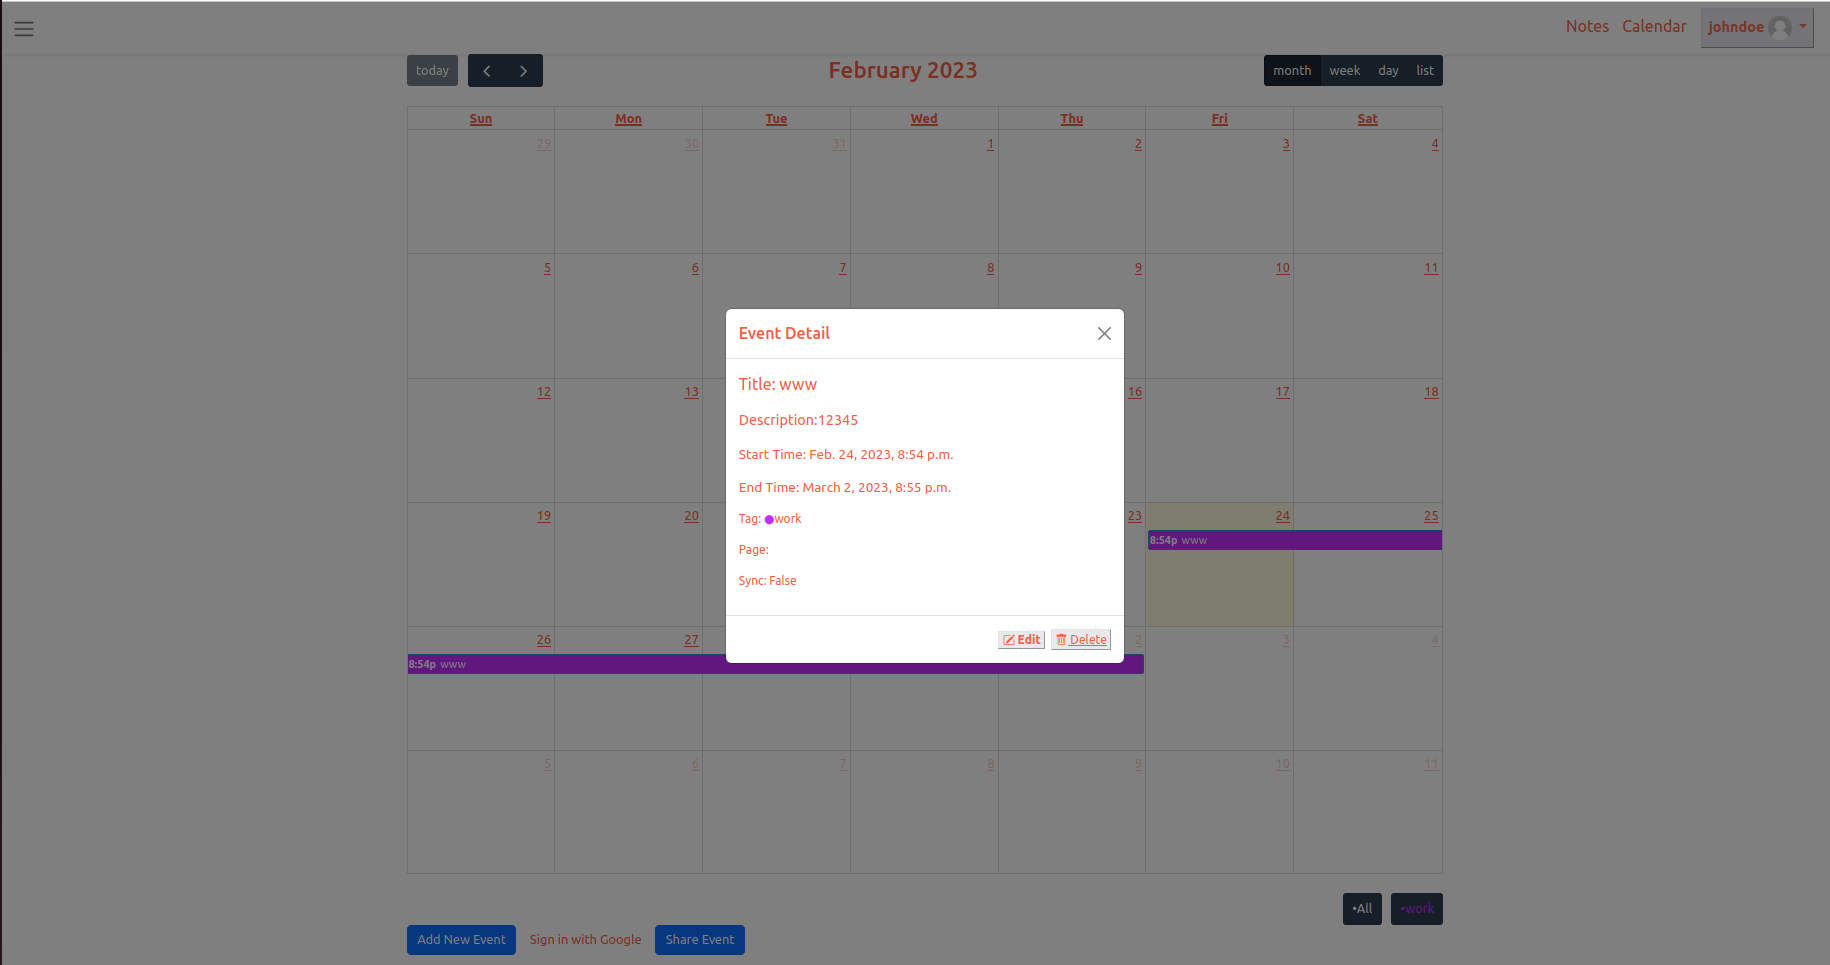 Notes Calendar johndoe
today February 2023 month week day list
Sun Mon Tue Wed Thu Fri Sat
29 30 31 1 2 3 4
5 6 7 8 9 10 11
Event Detail
Title: www
Description:12345
Start Time: Feb. 24, 2023, 8:54 p.m.
End Time: March 2, 2023, 8:55 p.m.
Tag: ●work
Page:
Sync: False
Edit Delete
12 13 16 17 18
19 20 23 24 25
8:54p www
26 27 2 3 4
8:54p www
5 6 7 8 9 10 11
•All •work
Add New Event Sign in with Google Share Event